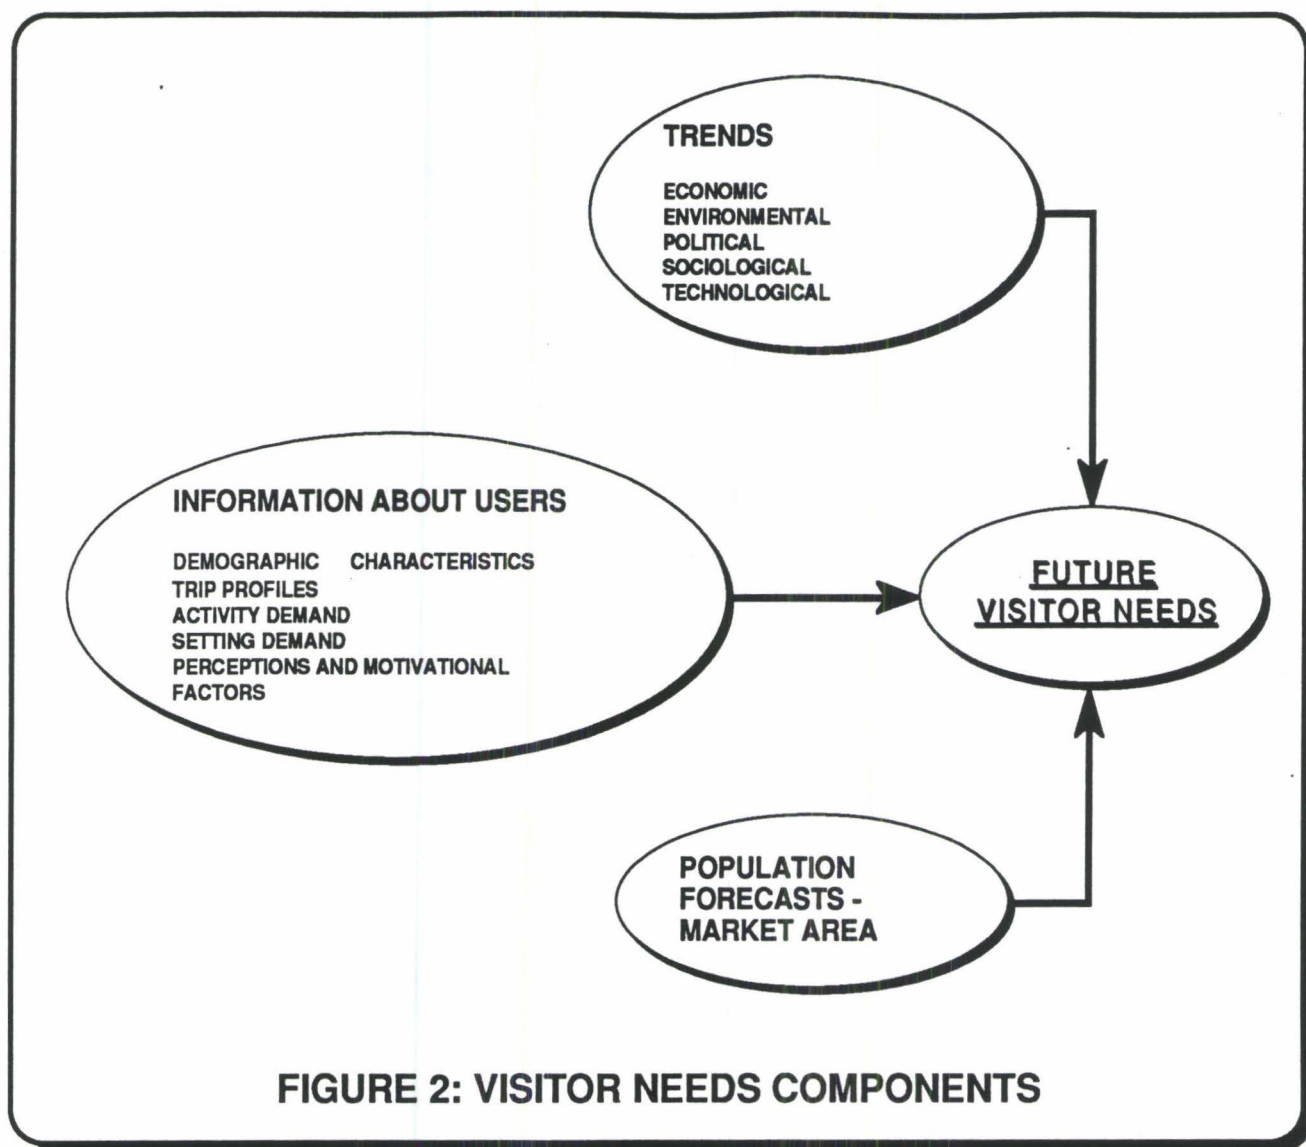 TRENDS
ECONOMIC
ENVIRONMENTAL
POLITICAL
SOCIOLOGICAL
TECHNOLOGICAL
INFORMATION ABOUT USERS
DEMOGRAPHIC CHARACTERISTICS
TRIP PROFILES
ACTIVITY DEMAND
SETTING DEMAND
PERCEPTIONS AND MOTIVATIONAL
FACTORS
FUTURE
VISITOR NEEDS
POPULATION
FORECASTS -
MARKET AREA
FIGURE 2: VISITOR NEEDS COMPONENTS